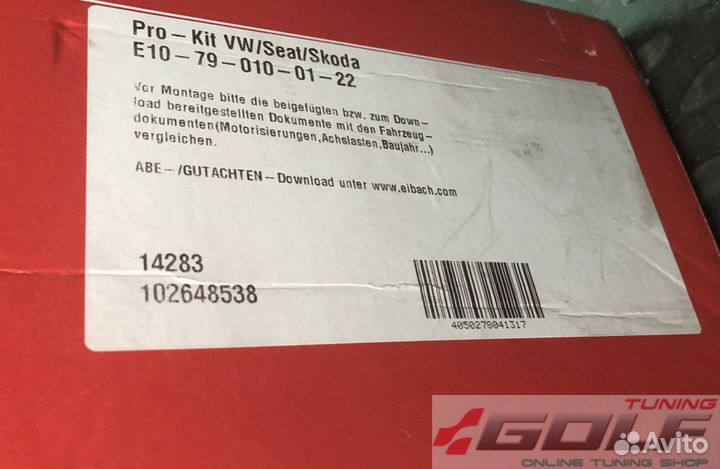 Pro-Kit VW/Seat/Skoda
E10-79-010-01-22
Vor Montage bitte die beigefügten bzw. zum Down-
load bereitgestellten Dokumente mit den Fahrzeug-
dokumenten(Motorisierungen,Achslasten,Baujahr...)
vergleichen.
ABE-/GUTACHTEN-Download unter www.eibach.com
14283
102648538
4050278041317
TUNING
GOLF
ONLINE TUNING SHOP
Avito